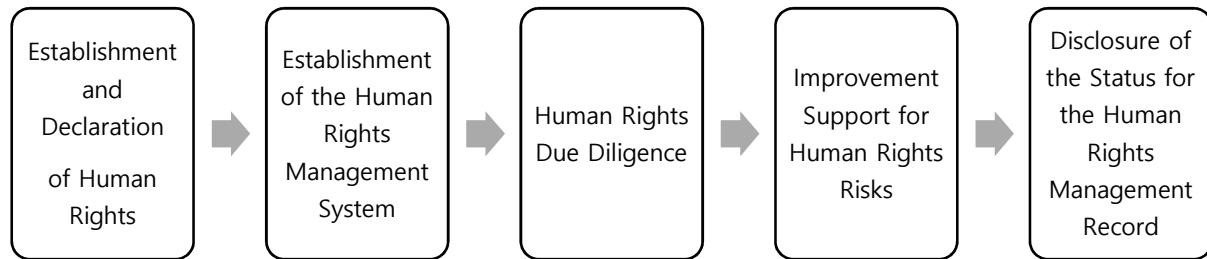 Establishment
and
Declaration
of Human
Rights
Establishment
of the Human
Rights
Management
System
Human Rights
Due Diligence
Improvement
Support for
Human Rights
Risks
Disclosure of
the Status for
the Human
Rights
Management
Record